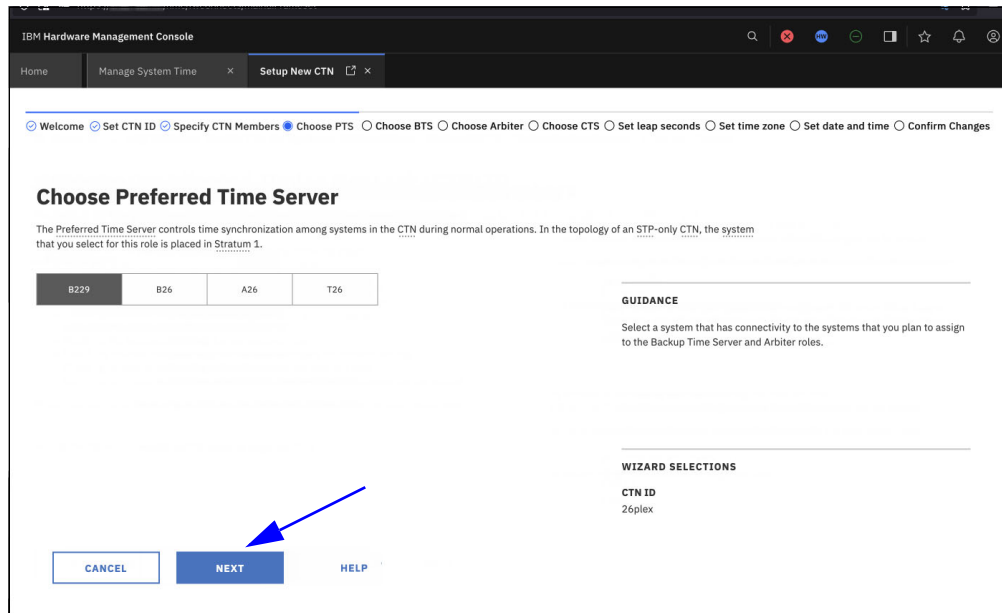 IBM Hardware Management Console
HW
Home Manage System Time × Setup New CTN ×
Welcome Set CTN ID Specify CTN Members Choose PTS Choose BTS Choose Arbiter Choose CTS Set leap seconds Set time zone Set date and time Confirm Changes
Choose Preferred Time Server
The Preferred Time Server controls time synchronization among systems in the CTN during normal operations. In the topology of an STP-only CTN, the system
that you select for this role is placed in Stratum 1.
B229 B26 A26 T26
GUIDANCE
Select a system that has connectivity to the systems that you plan to assign
to the Backup Time Server and Arbiter roles.
WIZARD SELECTIONS
CTN ID
26plex
CANCEL NEXT HELP